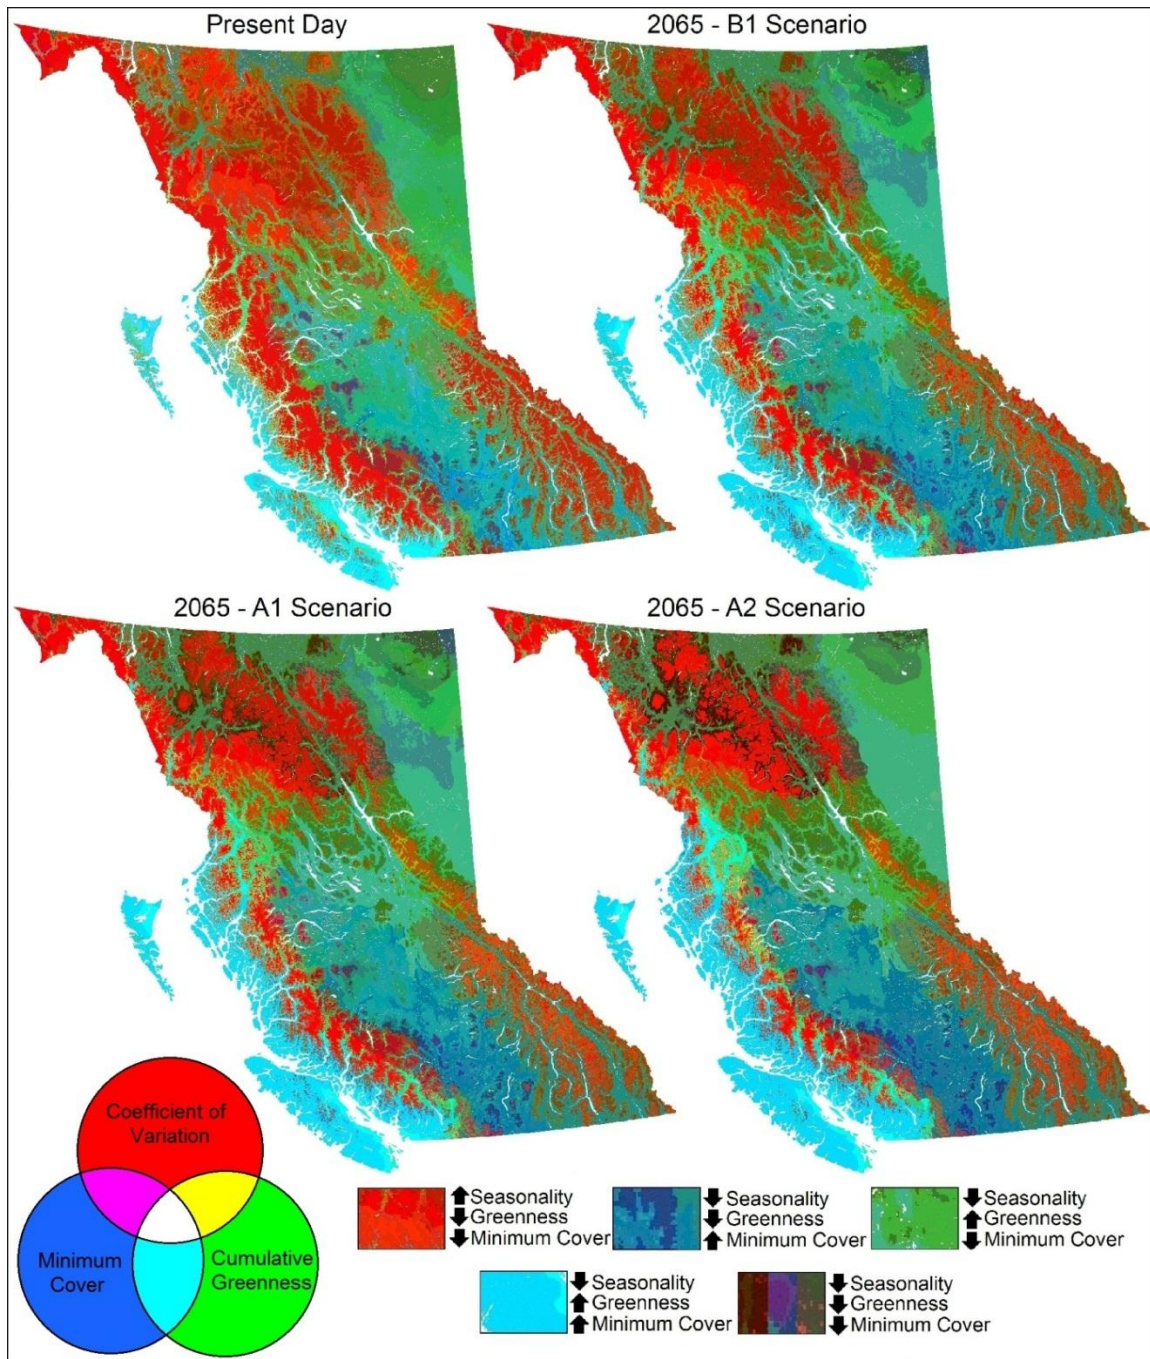 Present Day
2065 - B1 Scenario
2065 - A1 Scenario
2065 - A2 Scenario
Coefficient of
Variation
Minimum
Cover
Cumulative
Greenness
Seasonality
Greenness
Minimum Cover
Seasonality
Greenness
Minimum Cover
Seasonality
Greenness
Minimum Cover
Seasonality
Greenness
Minimum Cover
Seasonality
Greenness
Minimum Cover